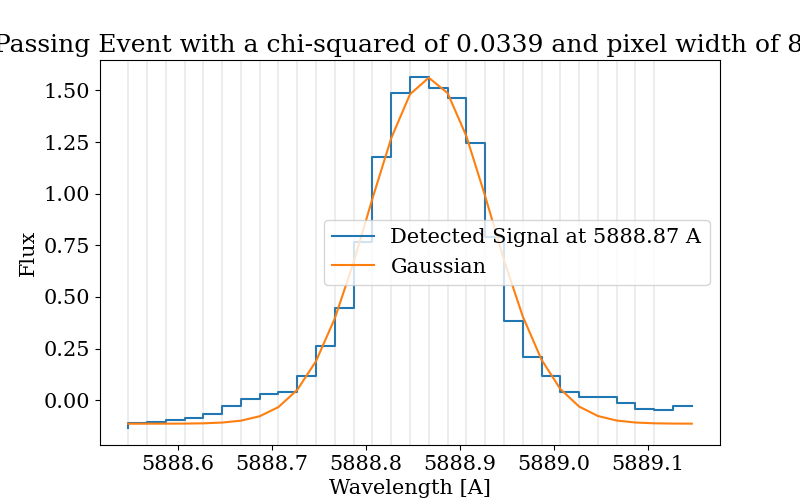 Passing Event with a chi-squared of 0.0339 and pixel width of 8
1.50
1.25
1.00
0.75
0.50
0.25
0.00
Flux
Detected Signal at 5888.87 A
Gaussian
5888.6 5888.7 5888.8 5888.9 5889.0 5889.1
Wavelength [A]